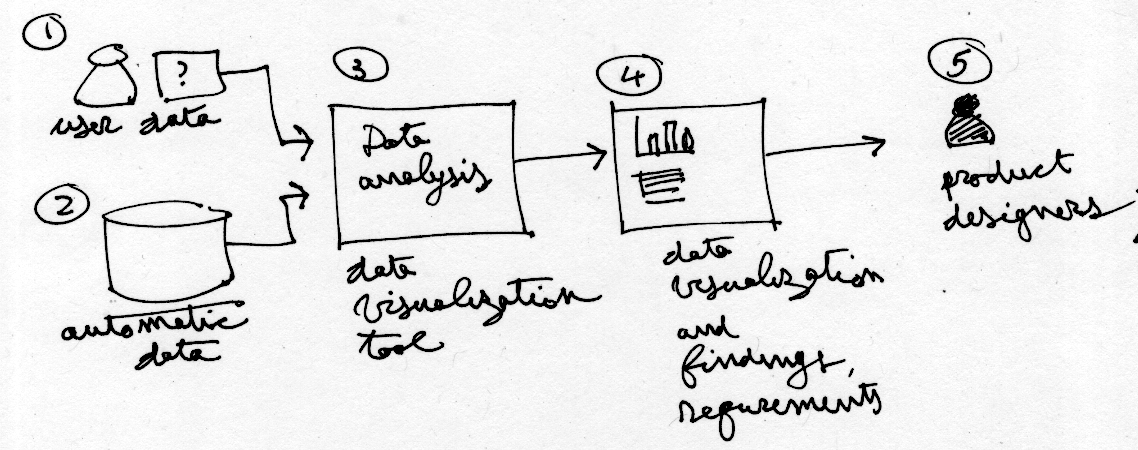 1
?
user data
2
automatic
data
3
Data
analysis
data
visualization
tool
4
data
visualization
and
findings,
requrements
5
product
designers